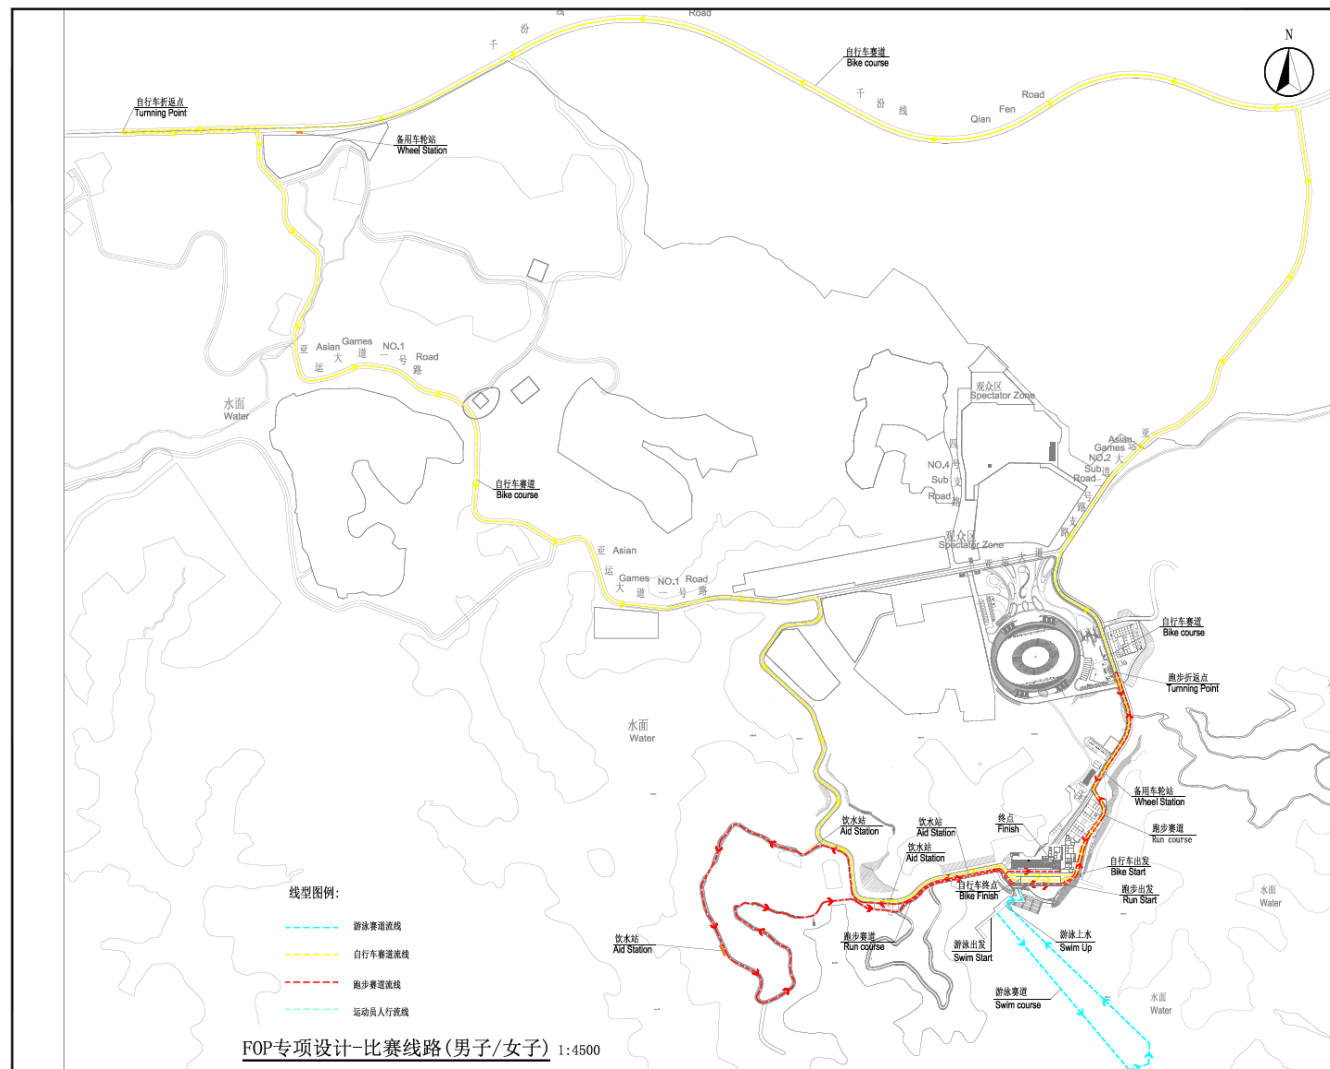 线
Road
汾
千
自行车赛道
Bike course
N
千
汾
线
Qian
Fen
Road
自行车折返点
Turnning Point
备用车轮站
Wheel Station
亚
Asian
Games
NO.1
Road
运
大
道
一
号
路
水面
Water
观众区
Spectator Zone
四
号
支
路
NO.4
Sub
Road
Asian
Games
NO.2
Sub
Road
亚
运
大
道
二
号
支
路
自行车赛道
Bike course
观众区
Spectator Zone
亚
运
大
道
亚
Asian
运
Games
NO.1
Road
大
道
一
号
路
自行车赛道
Bike course
跑步折返点
Turnning Point
水面
Water
备用车轮站
Wheel Station
饮水站
Aid Station
饮水站
Aid Station
终点
Finish
跑步赛道
Run course
饮水站
Aid Station
自行车出发
Bike Start
自行车终点
Bike Finish
跑步出发
Run Start
水面
Water
线型图例:
游泳赛道流线
自行车赛道流线
跑步赛道流线
运动员人行流线
饮水站
Aid Station
跑步赛道
Run course
游泳出发
Swim Start
游泳上水
Swim Up
游泳赛道
Swim course
水面
Water
FOP专项设计-比赛线路(男子/女子) 1:4500